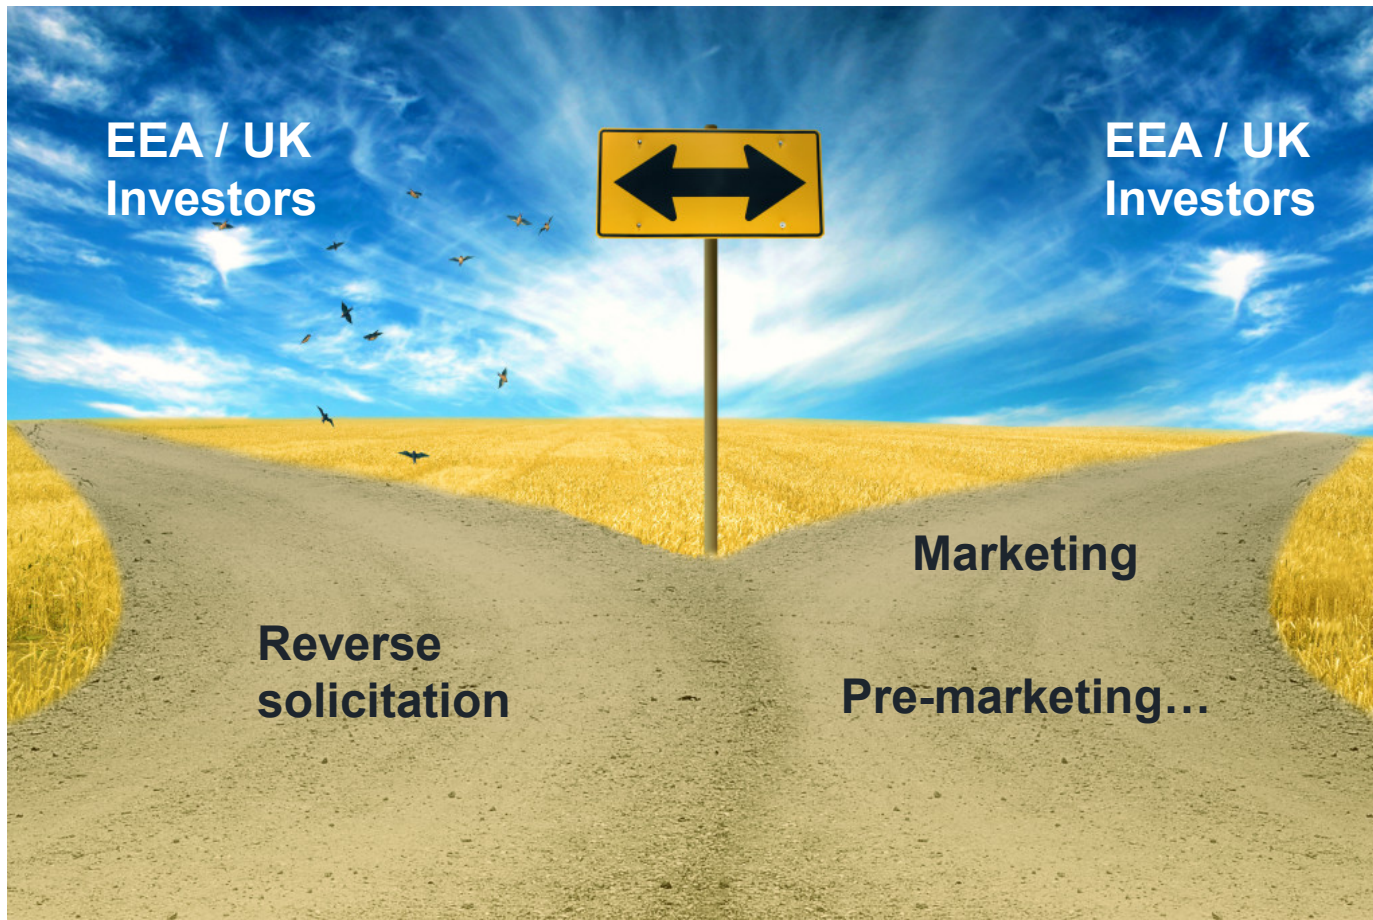 EEA / UK
Investors
EEA / UK
Investors
Marketing
Reverse
solicitation
Pre-marketing…